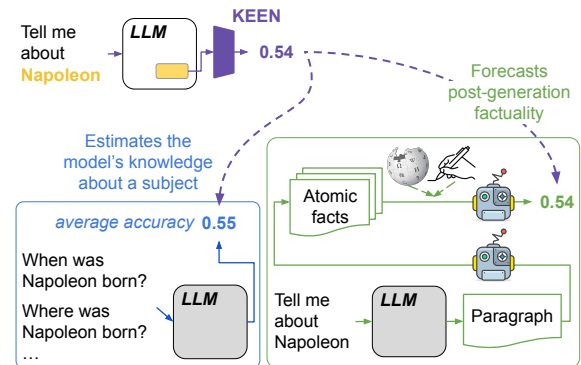 KEEN
Tell me
about
Napoleon
LLM
0.54
Forecasts
post-generation
factuality
Estimates the
model's knowledge
about a subject
Atomic
facts
0.54
average accuracy 0.55
When was
Napoleon born?
Where was
Napoleon born?
…
LLM
Tell me
about
Napoleon
LLM
Paragraph